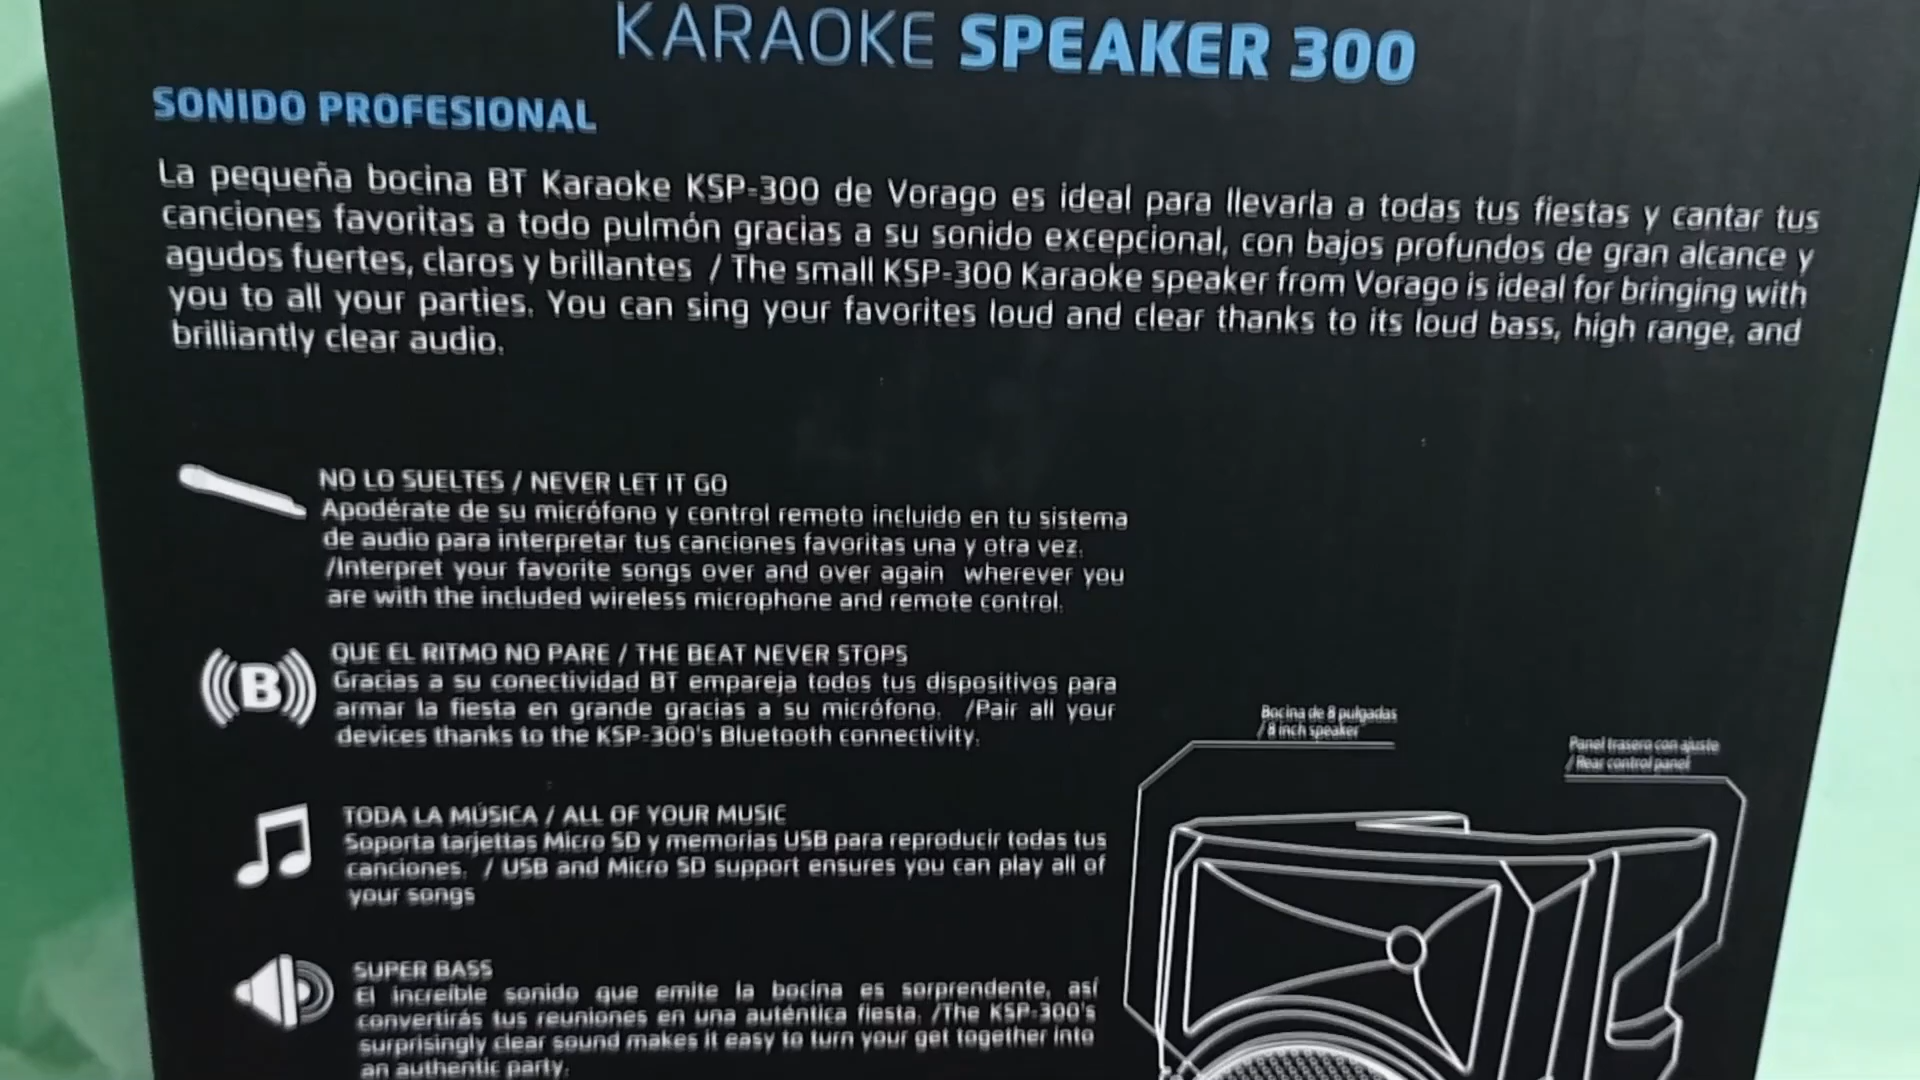 KARAOKE SPEAKER 300
SONIDO PROFESIONAL
La pequeña bocina BT Karaoke KSP-300 de Vorago es ideal para llevarla a todas tus fiestas y cantar tus
canciones favoritas a todo pulmón gracias a su sonido excepcional, con bajos profundos de gran alcance y
agudos fuertes, claros y brillantes / The small KSP-300 Karaoke speaker from Vorago is ideal for bringing with
you to all your parties. You can sing your favorites loud and clear thanks to its loud bass, high range, and
brilliantly clear audio.
NO LO SUELTES / NEVER LET IT GO
Apodérate de su micrófono y control remoto incluido en tu sistema
de audio para interpretar tus canciones favoritas una y otra vez.
/Interpret your favorite songs over and over again wherever you
are with the included wireless microphone and remote control.
B
QUE EL RITMO NO PARE / THE BEAT NEVER STOPS
Gracias a su conectividad BT empareja todos tus dispositivos para
armar la fiesta en grande gracias a su micrófono. /Pair all your
devices thanks to the KSP-300's Bluetooth connectivity.
TODA LA MÚSICA / ALL OF YOUR MUSIC
Soporta tarjettas Micro SD y memorias USB para reproducir todas tus
canciones. / USB and Micro SD support ensures you can play all of
your songs
SUPER BASS
El increíble sonido que emite la bocina es sorprendente, así
convertirás tus reuniones en una auténtica fiesta. /The KSP-300's
surprisingly clear sound makes it easy to turn your get together into
an authentic party.
Bocina de 8 pulgadas
/ 8 inch speaker
Panel trasero con ajuste
/ Rear control panel